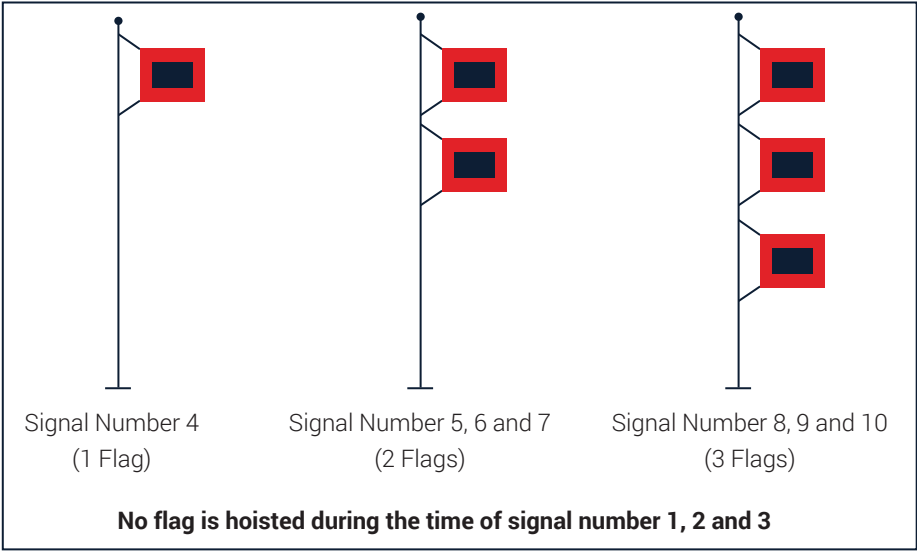 Signal Number 4
(1 Flag)
Signal Number 5, 6 and 7
(2 Flags)
Signal Number 8, 9 and 10
(3 Flags)
No flag is hoisted during the time of signal number 1, 2 and 3